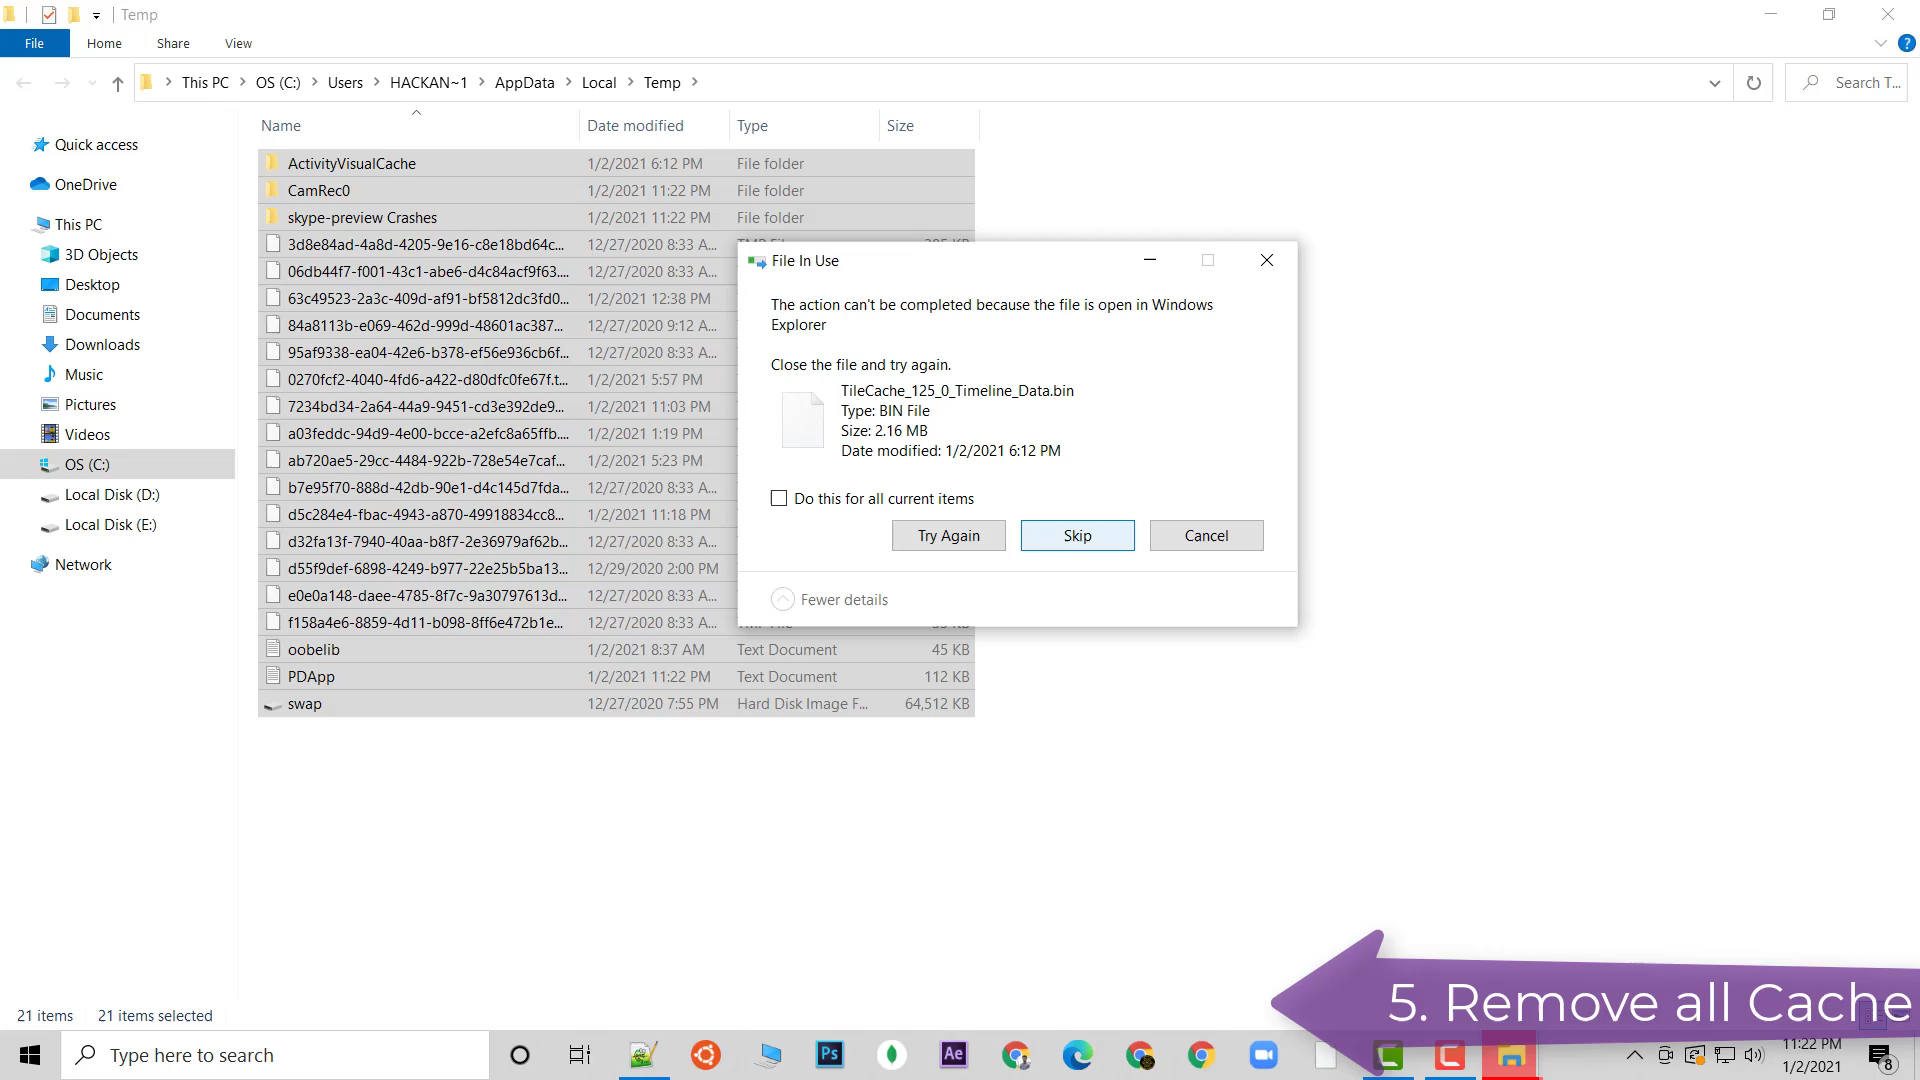 Temp
File Home Share View
This PC OS (C:) Users HACKAN~1 AppData Local Temp
Search T...
Name Date modified Type Size
Quick access
OneDrive
This PC
3D Objects
Desktop
Documents
Downloads
Music
Pictures
Videos
OS (C:)
Local Disk (D:)
Local Disk (E:)
Network
ActivityVisualCache 1/2/2021 6:12 PM File folder
CamRec0 1/2/2021 11:22 PM File folder
skype-preview Crashes 1/2/2021 11:22 PM File folder
3d8e84ad-4a8d-4205-9e16-c8e18bd64c... 12/27/2020 8:33 A...
06db44f7-f001-43c1-abe6-d4c84acf9f63.... 12/27/2020 8:33 A...
63c49523-2a3c-409d-af91-bf5812dc3fd0... 1/2/2021 12:38 PM
84a8113b-e069-462d-999d-48601ac387... 12/27/2020 9:12 A...
95af9338-ea04-42e6-b378-ef56e936cb6f... 12/27/2020 8:33 A...
0270fcf2-4040-4fd6-a422-d80dfc0fe67f.t... 1/2/2021 5:57 PM
7234bd34-2a64-44a9-9451-cd3e392de9... 1/2/2021 11:03 PM
a03feddc-94d9-4e00-bcce-a2efc8a65ffb.... 1/2/2021 1:19 PM
ab720ae5-29cc-4484-922b-728e54e7caf... 1/2/2021 5:23 PM
b7e95f70-888d-42db-90e1-d4c145d7fda... 12/27/2020 8:33 A...
d5c284e4-fbac-4943-a870-49918834cc8... 1/2/2021 11:18 PM
d32fa13f-7940-40aa-b8f7-2e36979af62b... 12/27/2020 8:33 A...
d55f9def-6898-4249-b977-22e25b5ba13... 12/29/2020 2:00 PM
e0e0a148-daee-4785-8f7c-9a30797613d... 12/27/2020 8:33 A...
f158a4e6-8859-4d11-b098-8ff6e472b1e... 12/27/2020 8:33 A...
oobelib 1/2/2021 8:37 AM Text Document 45 KB
PDApp 1/2/2021 11:22 PM Text Document 112 KB
swap 12/27/2020 7:55 PM Hard Disk Image F... 64,512 KB
File In Use
The action can't be completed because the file is open in Windows
Explorer
Close the file and try again.
TileCache_125_0_Timeline_Data.bin
Type: BIN File
Size: 2.16 MB
Date modified: 1/2/2021 6:12 PM
Do this for all current items
Try Again Skip Cancel
Fewer details
5. Remove all Cache
21 items 21 items selected
Type here to search
Ps
Ae
11:22 PM
1/2/2021
8